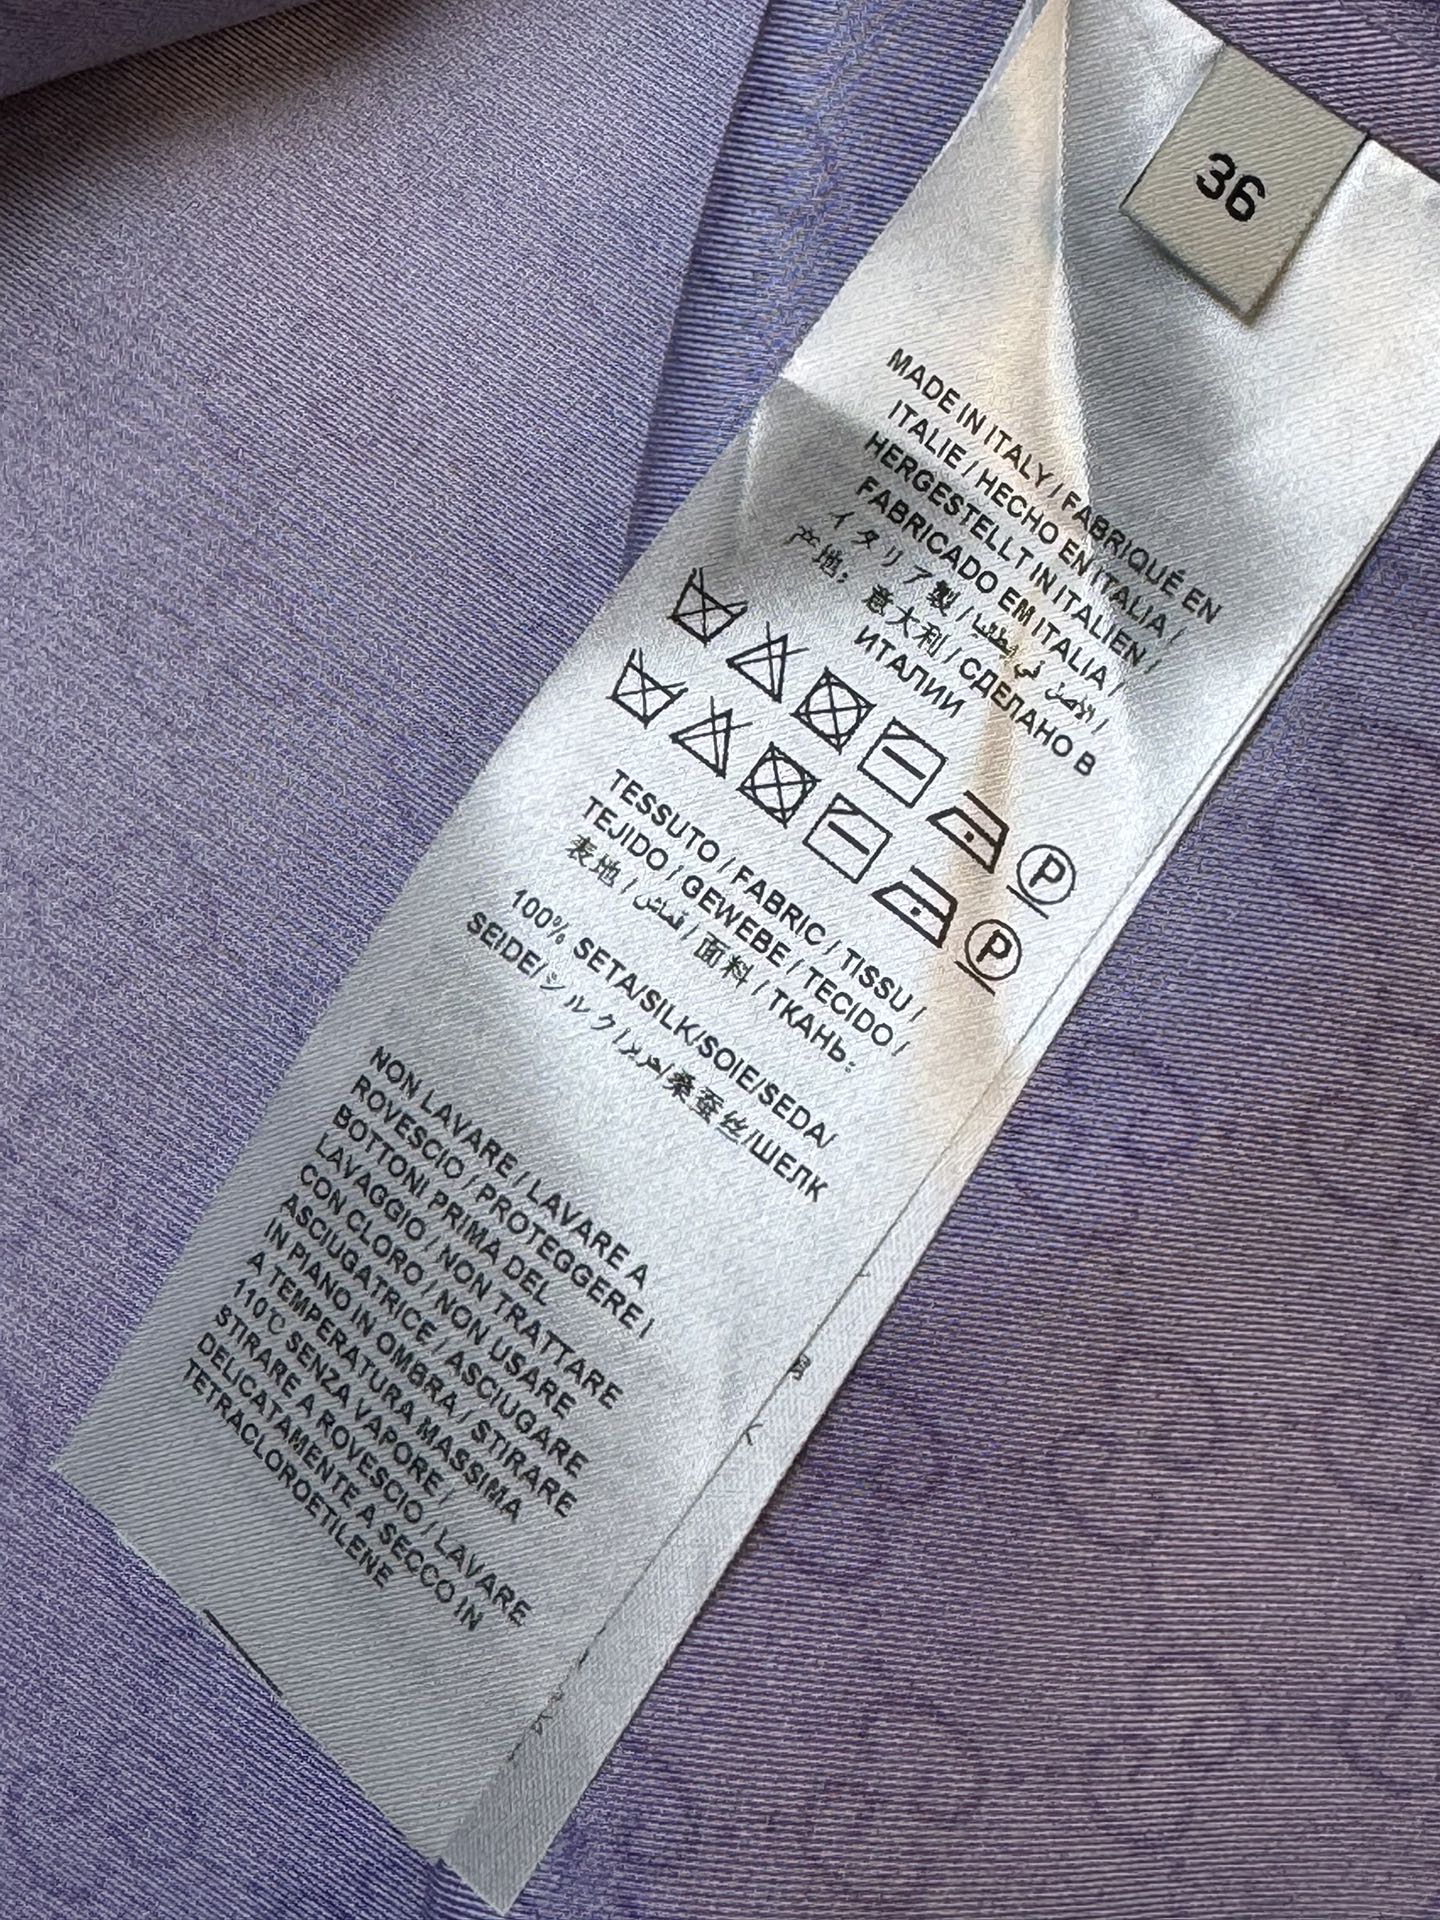 36
MADE IN ITALY / FABRIQUÉ EN
ITALIE / HECHO EN ITALIA /
HERGESTELLT IN ITALIEN /
FABRICADO EM ITALIA /
イタリア製 / الأصل في إيطاليا /
产地：意大利 / СДЕЛАНО В
ИТАЛИИ
P
P
TESSUTO / FABRIC / TISSU /
TEJIDO / GEWEBE / TECIDO /
表地 / قماش / 面料 / ТКАНЬ:
100% SETA/SILK/SOIE/SEDA/
SEIDE/シルク/حرير/桑蚕丝/ШЕЛК
NON LAVARE / LAVARE A
ROVESCIO / PROTEGGERE I
BOTTONI PRIMA DEL
LAVAGGIO / NON TRATTARE
CON CLORO / NON USARE
ASCIUGATRICE / ASCIUGARE
IN PIANO IN OMBRA / STIRARE
A TEMPERATURA MASSIMA
110℃ SENZA VAPORE /
STIRARE A ROVESCIO / LAVARE
DELICATAMENTE A SECCO IN
TETRACLOROETILENE